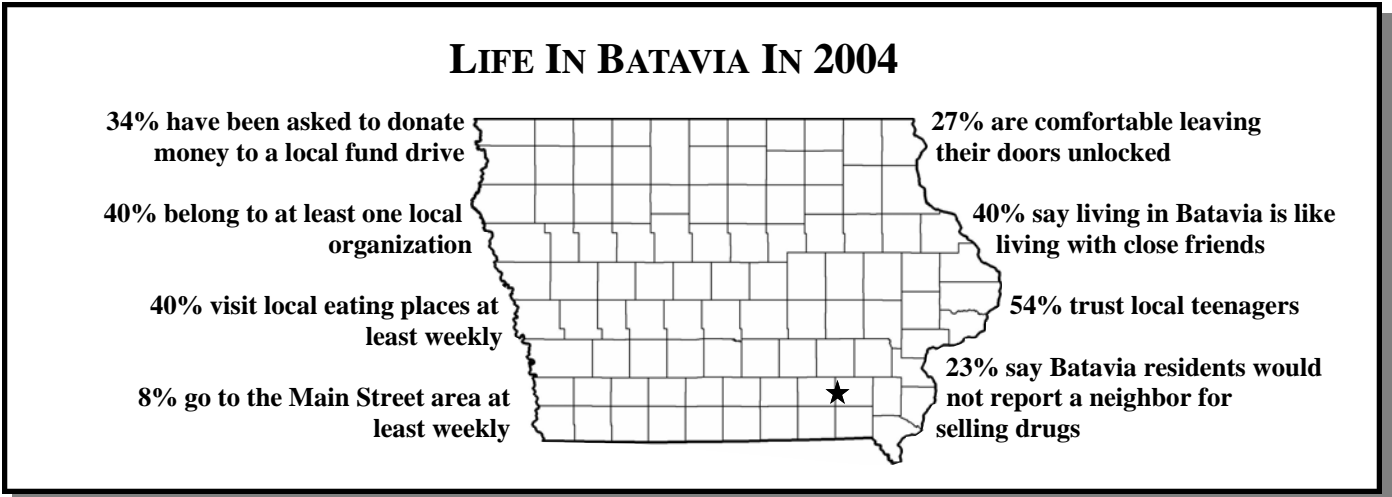 LIFE IN BATAVIA IN 2004
34% have been asked to donate
money to a local fund drive
40% belong to at least one local
organization
40% visit local eating places at
least weekly
8% go to the Main Street area at
least weekly
27% are comfortable leaving
their doors unlocked
40% say living in Batavia is like
living with close friends
54% trust local teenagers
23% say Batavia residents would
not report a neighbor for
selling drugs